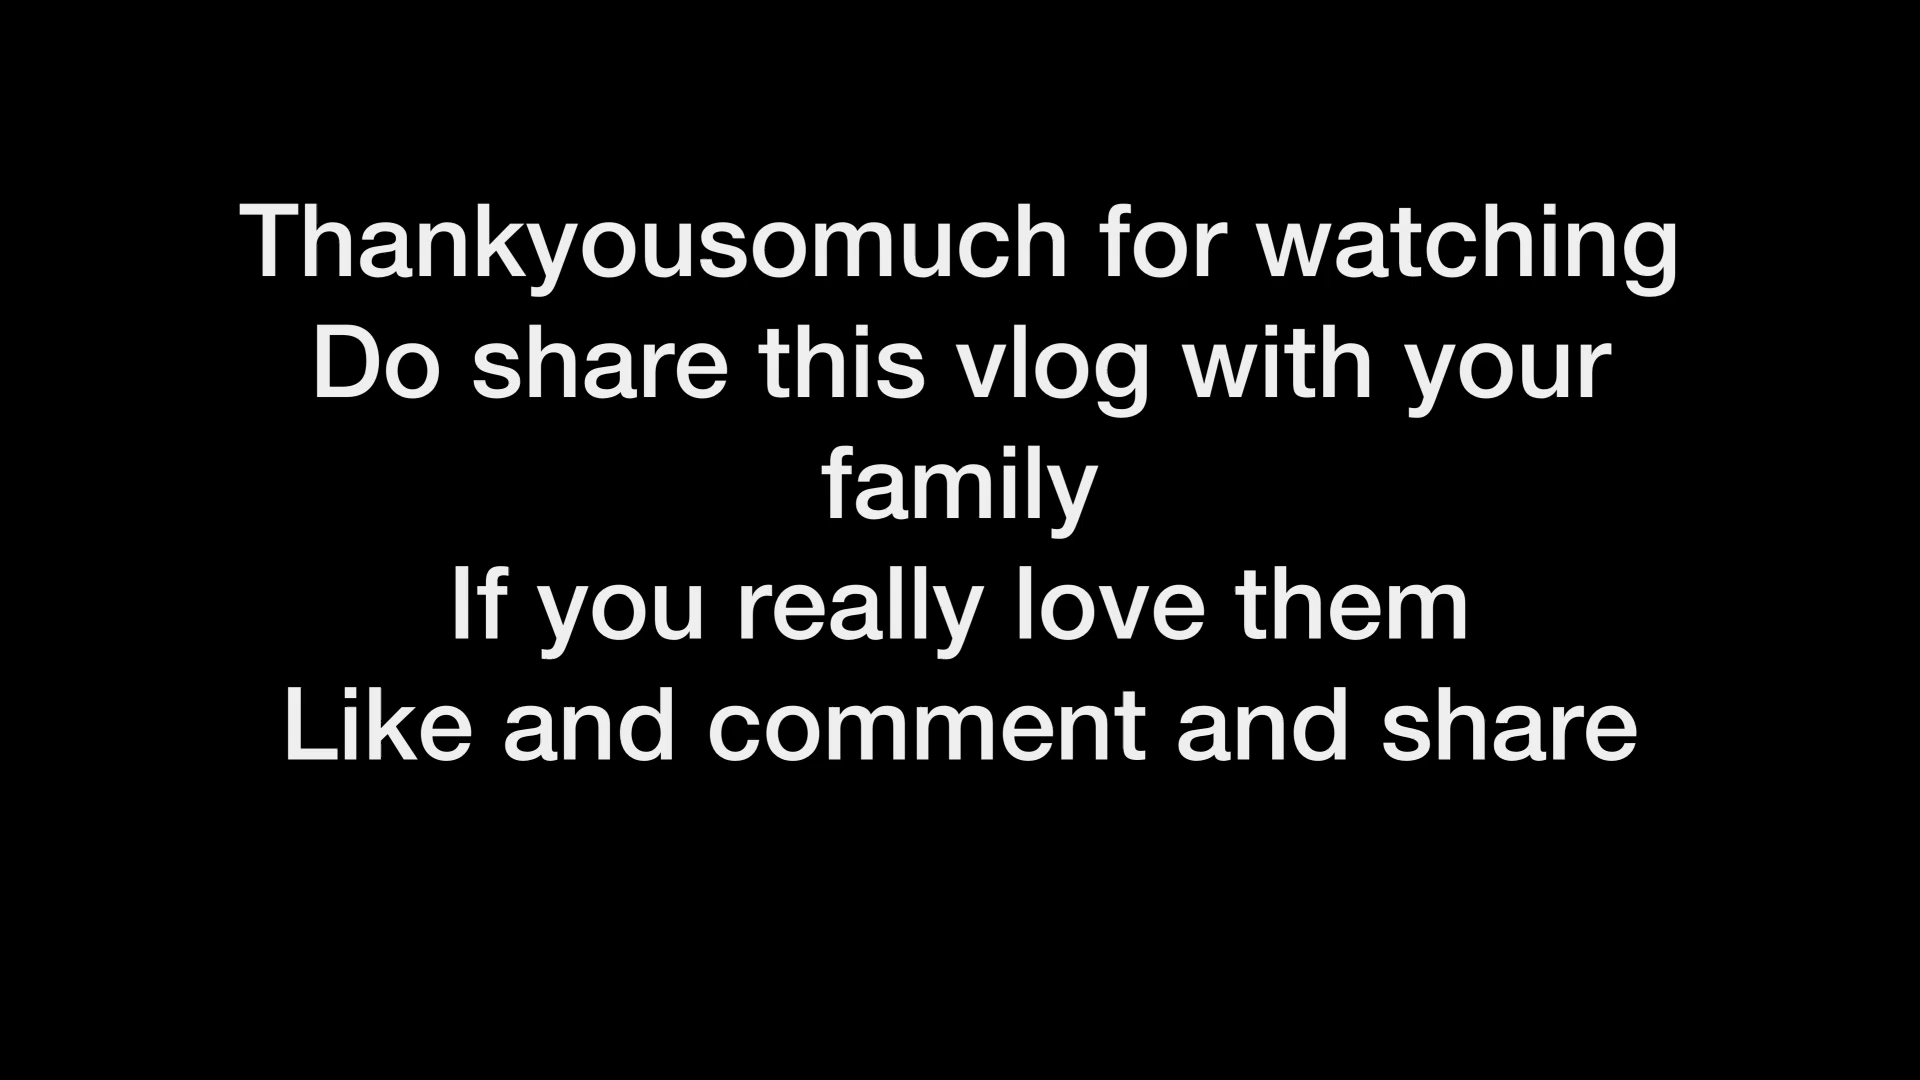 Thankyousomuch for watching
Do share this vlog with your
family
If you really love them
Like and comment and share